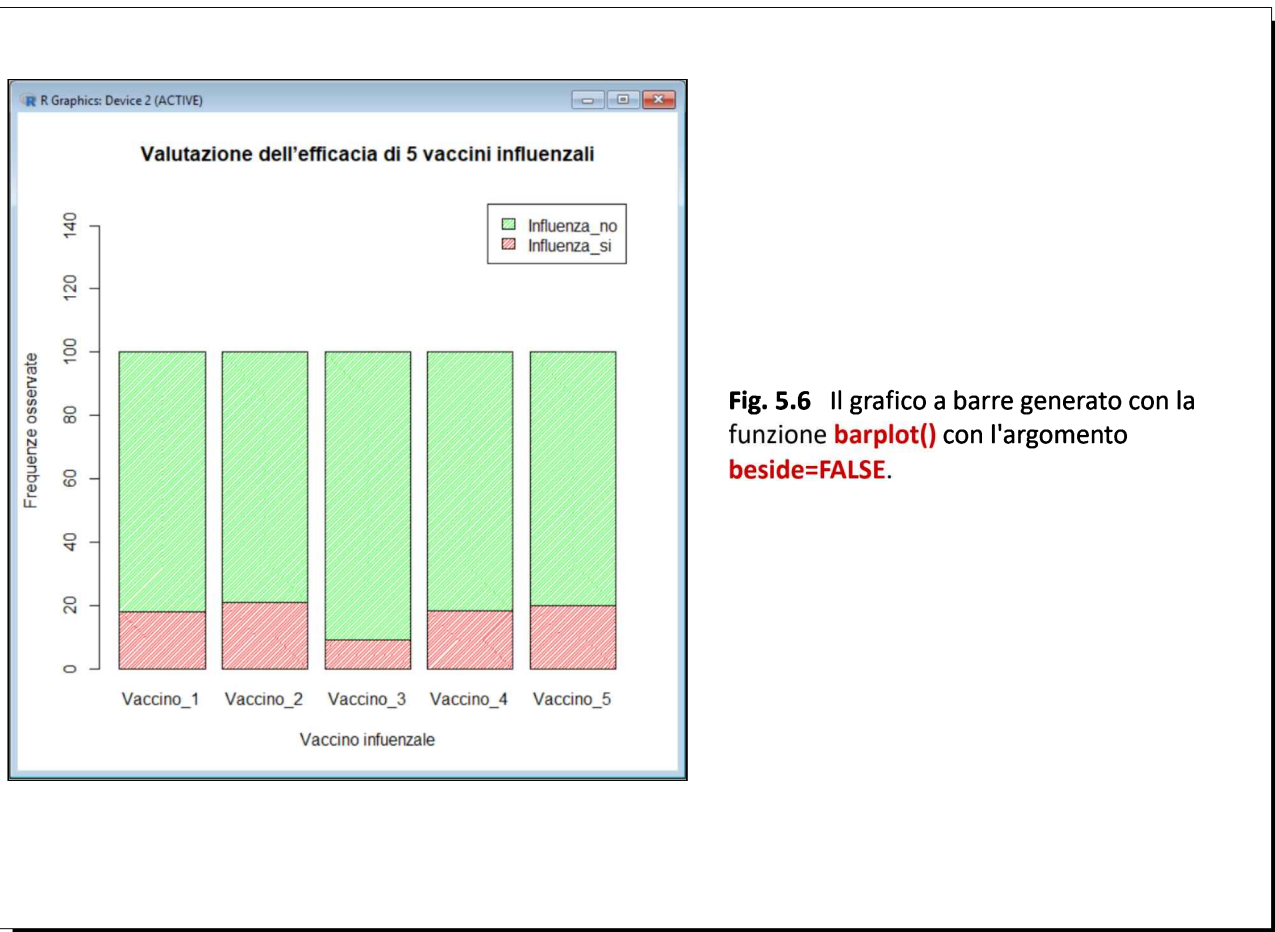 R R Graphics: Device 2 (ACTIVE)
Valutazione dell'efficacia di 5 vaccini influenzali
Influenza_no
Influenza_si
140
120
100
80
60
40
20
0
Frequenze osservate
Vaccino_1 Vaccino_2 Vaccino_3 Vaccino_4 Vaccino_5
Vaccino infuenzale
Fig. 5.6 Il grafico a barre generato con la
funzione barplot() con l'argomento
beside=FALSE.